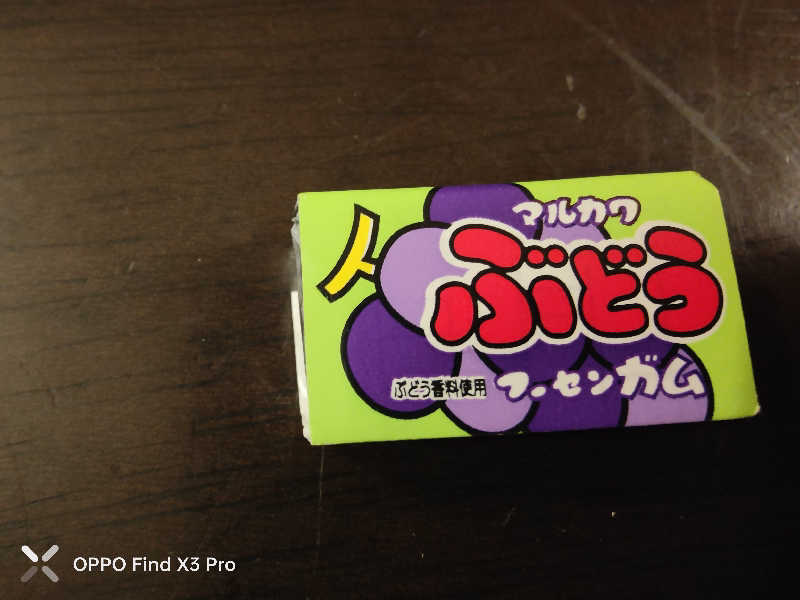 マルカワ
ぶどう
ぶどう香料使用
フーセンガム
OPPO Find X3 Pro